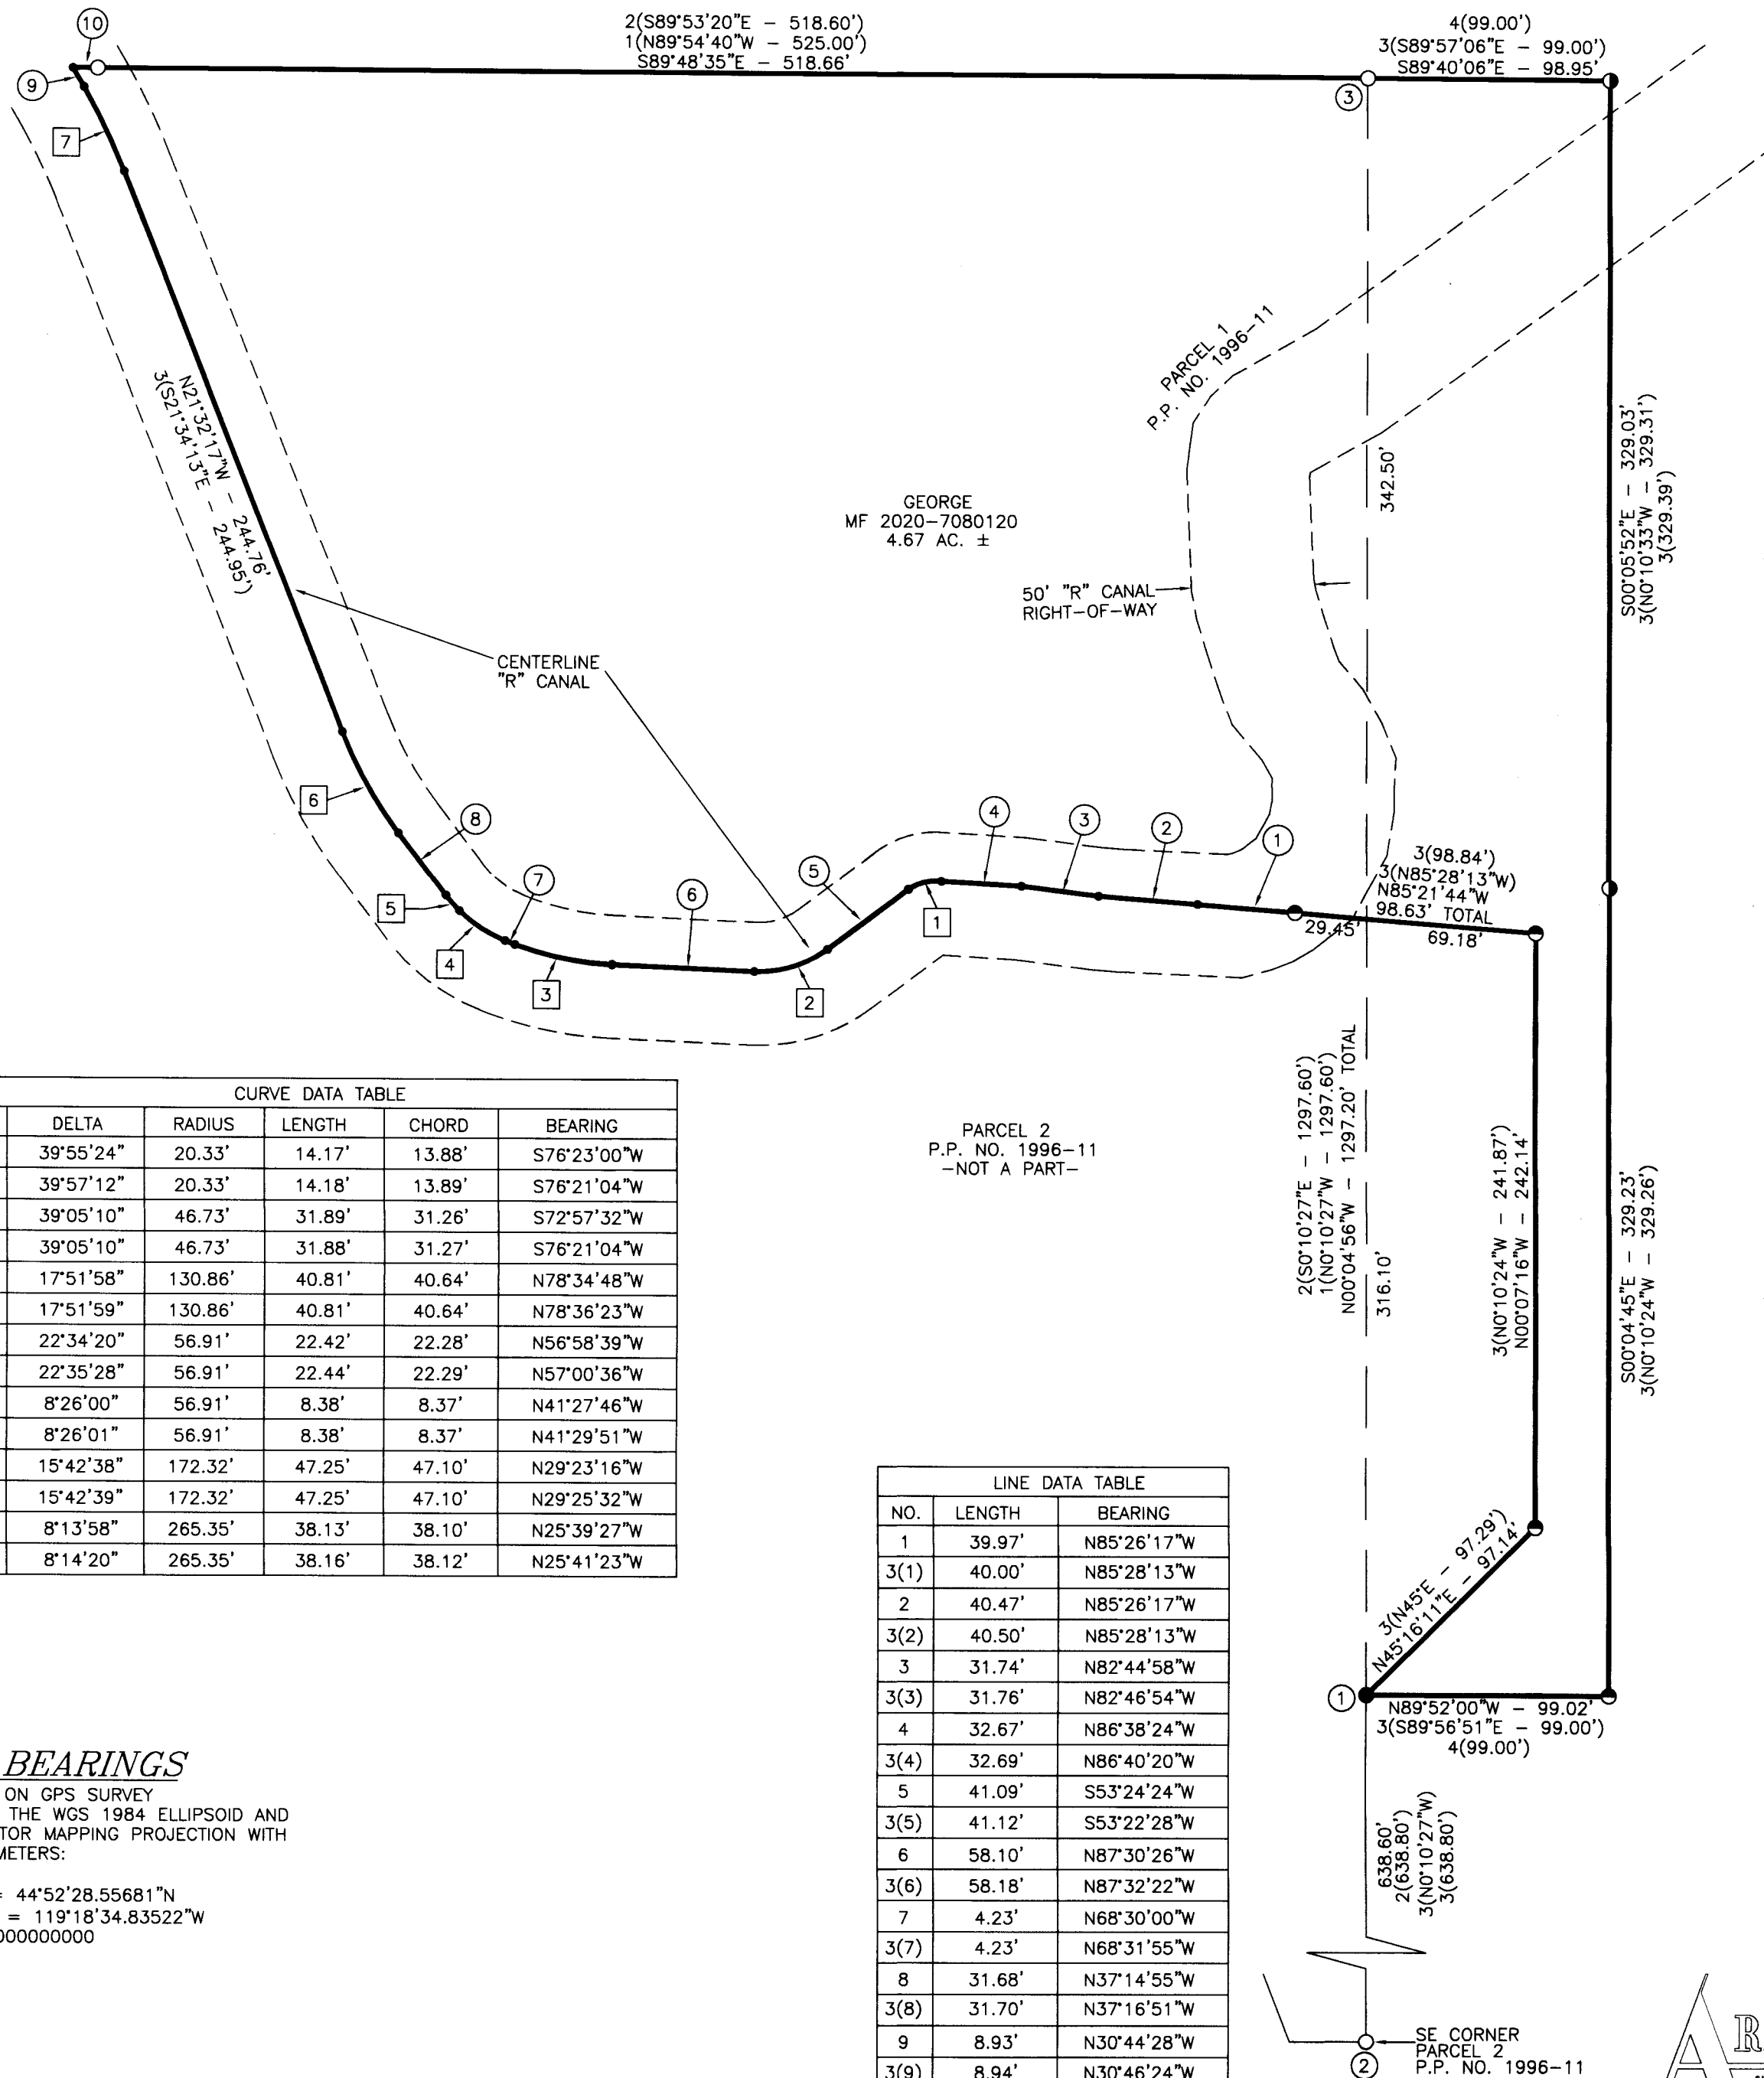 10
2(S89°53'20"E – 518.60')
1(N89°54'40"W – 525.00')
S89°48'35"E – 518.66'
4(99.00')
3(S89°57'06"E – 99.00')
S89°40'06"E – 98.95'
9
3
7
PARCEL 1
P.P. NO. 1996–11
N21°32'17"W – 244.76'
3(S21°34'13"E – 244.95')
342.50'
S00°05'52"E – 329.03'
3(N0°10'33"W – 329.31')
3(329.39')
GEORGE
MF 2020–7080120
4.67 AC. ±
50' "R" CANAL
RIGHT–OF–WAY
CENTERLINE
"R" CANAL
6
8
4
3
2
1
5
7
5
6
1
4
3
2
3(98.84')
3(N85°28'13"W)
N85°21'44"W
98.63' TOTAL
29.45'
69.18'
2(S0°10'27"E – 1297.60')
1(N0°10'27"W – 1297.60')
N00°04'56"W – 1297.20' TOTAL
316.10'
3(N0°10'24"W – 241.87')
N00°07'16"W – 242.14'
S00°04'45"E – 329.23'
3(N0°10'24"W – 329.26')
PARCEL 2
P.P. NO. 1996–11
–NOT A PART–
CURVE DATA TABLE
DELTA RADIUS LENGTH CHORD BEARING
39°55'24" 20.33' 14.17' 13.88' S76°23'00"W
39°57'12" 20.33' 14.18' 13.89' S76°21'04"W
39°05'10" 46.73' 31.89' 31.26' S72°57'32"W
39°05'10" 46.73' 31.88' 31.27' S76°21'04"W
17°51'58" 130.86' 40.81' 40.64' N78°34'48"W
17°51'59" 130.86' 40.81' 40.64' N78°36'23"W
22°34'20" 56.91' 22.42' 22.28' N56°58'39"W
22°35'28" 56.91' 22.44' 22.29' N57°00'36"W
8°26'00" 56.91' 8.38' 8.37' N41°27'46"W
8°26'01" 56.91' 8.38' 8.37' N41°29'51"W
15°42'38" 172.32' 47.25' 47.10' N29°23'16"W
15°42'39" 172.32' 47.25' 47.10' N29°25'32"W
8°13'58" 265.35' 38.13' 38.10' N25°39'27"W
8°14'20" 265.35' 38.16' 38.12' N25°41'23"W
LINE DATA TABLE
NO. LENGTH BEARING
1 39.97' N85°26'17"W
3(1) 40.00' N85°28'13"W
2 40.47' N85°26'17"W
3(2) 40.50' N85°28'13"W
3 31.74' N82°44'58"W
3(3) 31.76' N82°46'54"W
4 32.67' N86°38'24"W
3(4) 32.69' N86°40'20"W
5 41.09' S53°24'24"W
3(5) 41.12' S53°22'28"W
6 58.10' N87°30'26"W
3(6) 58.18' N87°32'22"W
7 4.23' N68°30'00"W
3(7) 4.23' N68°31'55"W
8 31.68' N37°14'55"W
3(8) 31.70' N37°16'51"W
9 8.93' N30°44'28"W
3(9) 8.94' N30°46'24"W
3(N45°E – 97.29')
N45°16'11"E – 97.14'
1
N89°52'00"W – 99.02'
3(S89°56'51"E – 99.00')
4(99.00')
638.60'
2(638.80')
3(N0°10'27"W)
3(638.80')
BEARINGS
ON GPS SURVEY
THE WGS 1984 ELLIPSOID AND
TOR MAPPING PROJECTION WITH
METERS:
= 44°52'28.55681"N
= 119°18'34.83522"W
000000000
2
SE CORNER
PARCEL 2
P.P. NO. 1996–11
A R